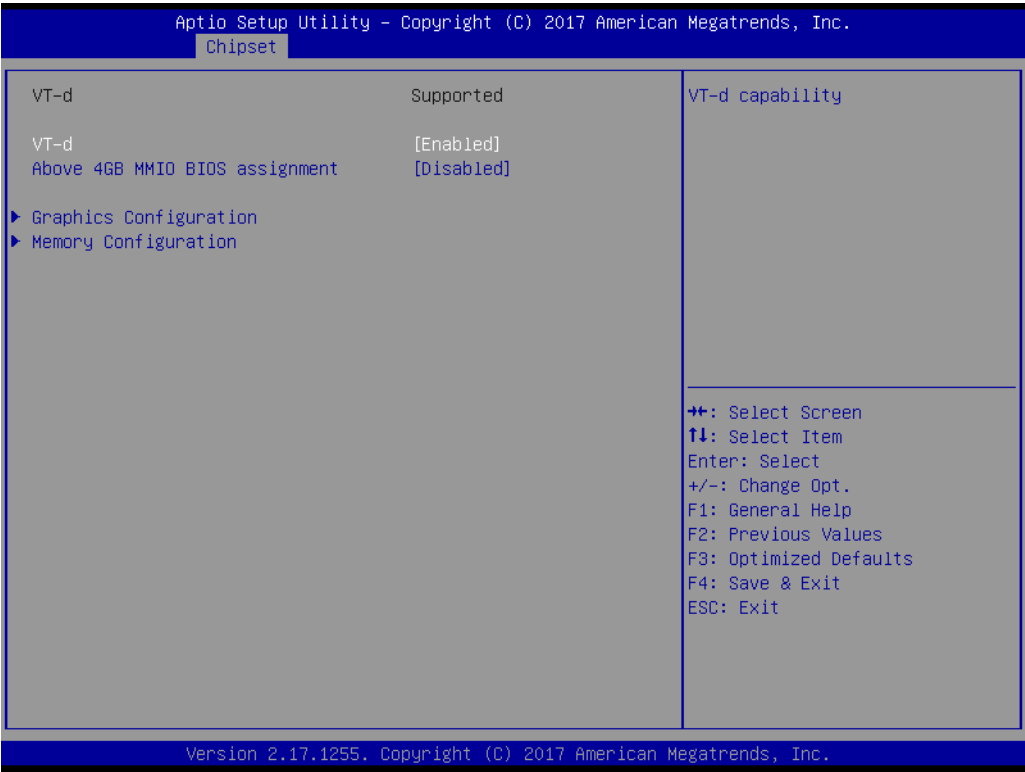 Aptio Setup Utility – Copyright (C) 2017 American Megatrends, Inc.
Chipset
VT-d Supported
VT-d [Enabled]
Above 4GB MMIO BIOS assignment [Disabled]
▶ Graphics Configuration
▶ Memory Configuration
VT-d capability
→←: Select Screen
↑↓: Select Item
Enter: Select
+/-: Change Opt.
F1: General Help
F2: Previous Values
F3: Optimized Defaults
F4: Save & Exit
ESC: Exit
Version 2.17.1255. Copyright (C) 2017 American Megatrends, Inc.